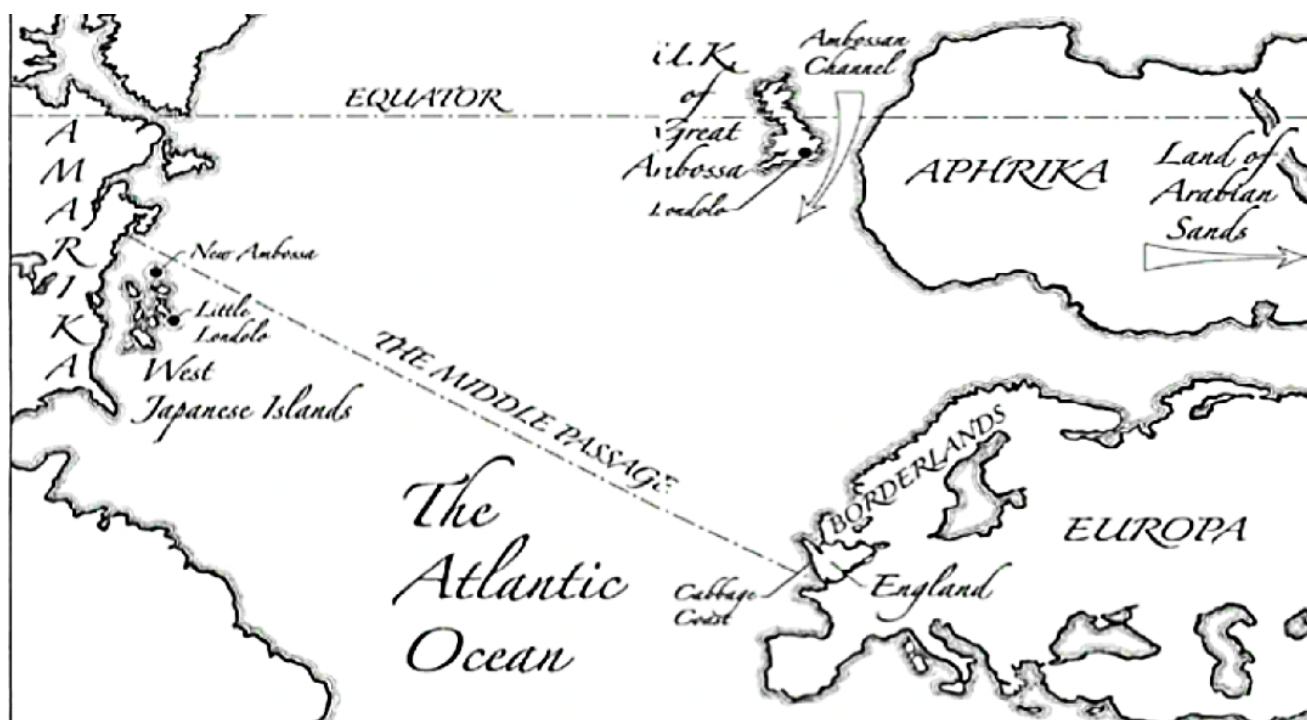 U.K.
of
Great
Ambossa
Londolo
Ambossan
Channel
EQUATOR
AMARIKA
APHRIKA
Land of
Arabian
Sands
New Ambossa
Little
Londolo
West
Japanese Islands
THE MIDDLE PASSAGE
The
Atlantic
Ocean
BORDERLANDS
EUROPA
Cabbage
Coast
England